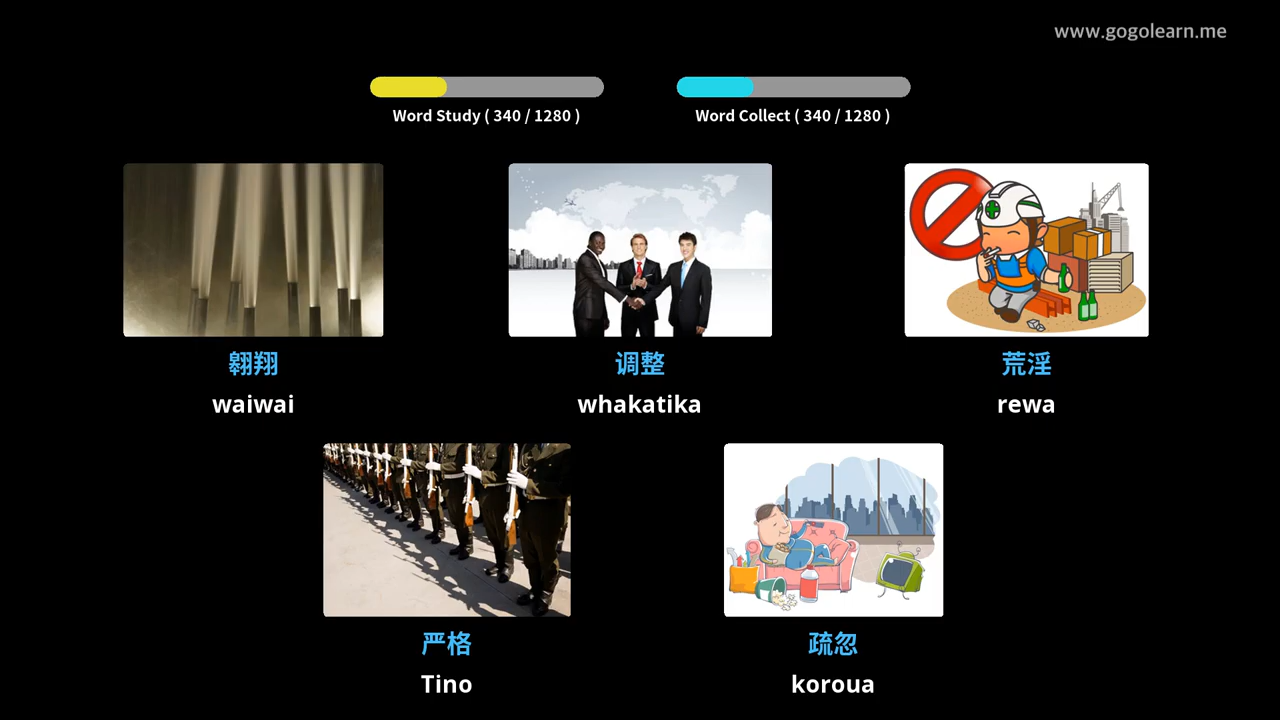 www.gogolearn.me
Word Study ( 340 / 1280 )
Word Collect ( 340 / 1280 )
翱翔
waiwai
调整
whakatika
荒淫
rewa
严格
Tino
疏忽
koroua